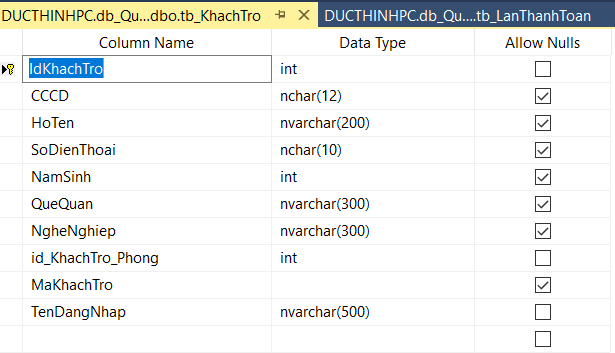 DUCTHINHPC.db_Qu...dbo.tb_KhachTro DUCTHINHPC.db_Qu....tb_LanThanhToan
Column Name Data Type Allow Nulls
IdKhachTro int
CCCD nchar(12)
HoTen nvarchar(200)
SoDienThoai nchar(10)
NamSinh int
QueQuan nvarchar(300)
NgheNghiep nvarchar(300)
id_KhachTro_Phong int
MaKhachTro
TenDangNhap nvarchar(500)